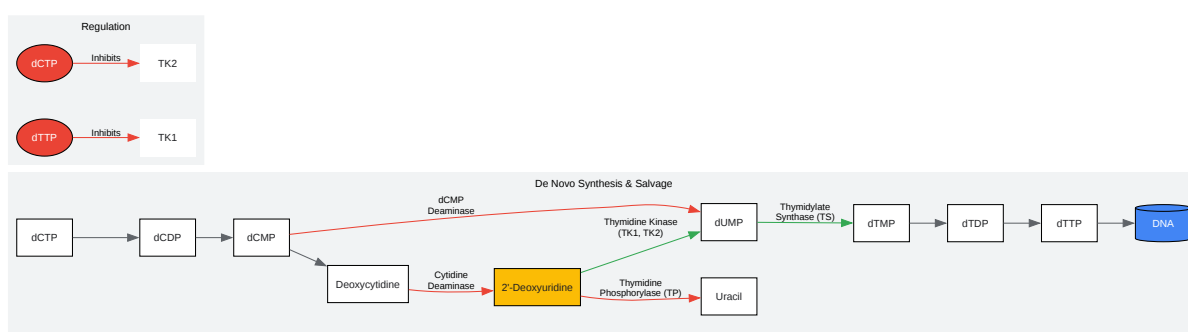 Regulation
dCTP
Inhibits
TK2
dTTP
Inhibits
TK1
De Novo Synthesis & Salvage
dCTP
dCDP
dCMP
dCMP
Deaminase
Deoxycytidine
Cytidine
Deaminase
2'-Deoxyuridine
Thymidine Kinase
(TK1, TK2)
Thymidine
Phosphorylase (TP)
dUMP
Uracil
Thymidylate
Synthase (TS)
dTMP
dTDP
dTTP
DNA